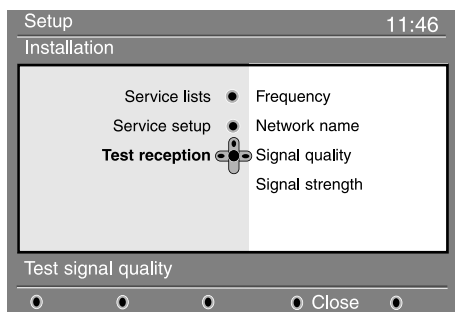 Setup 11:46
Installation
Service lists Frequency
Service setup Network name
Test reception Signal quality
Signal strength
Test signal quality
Close